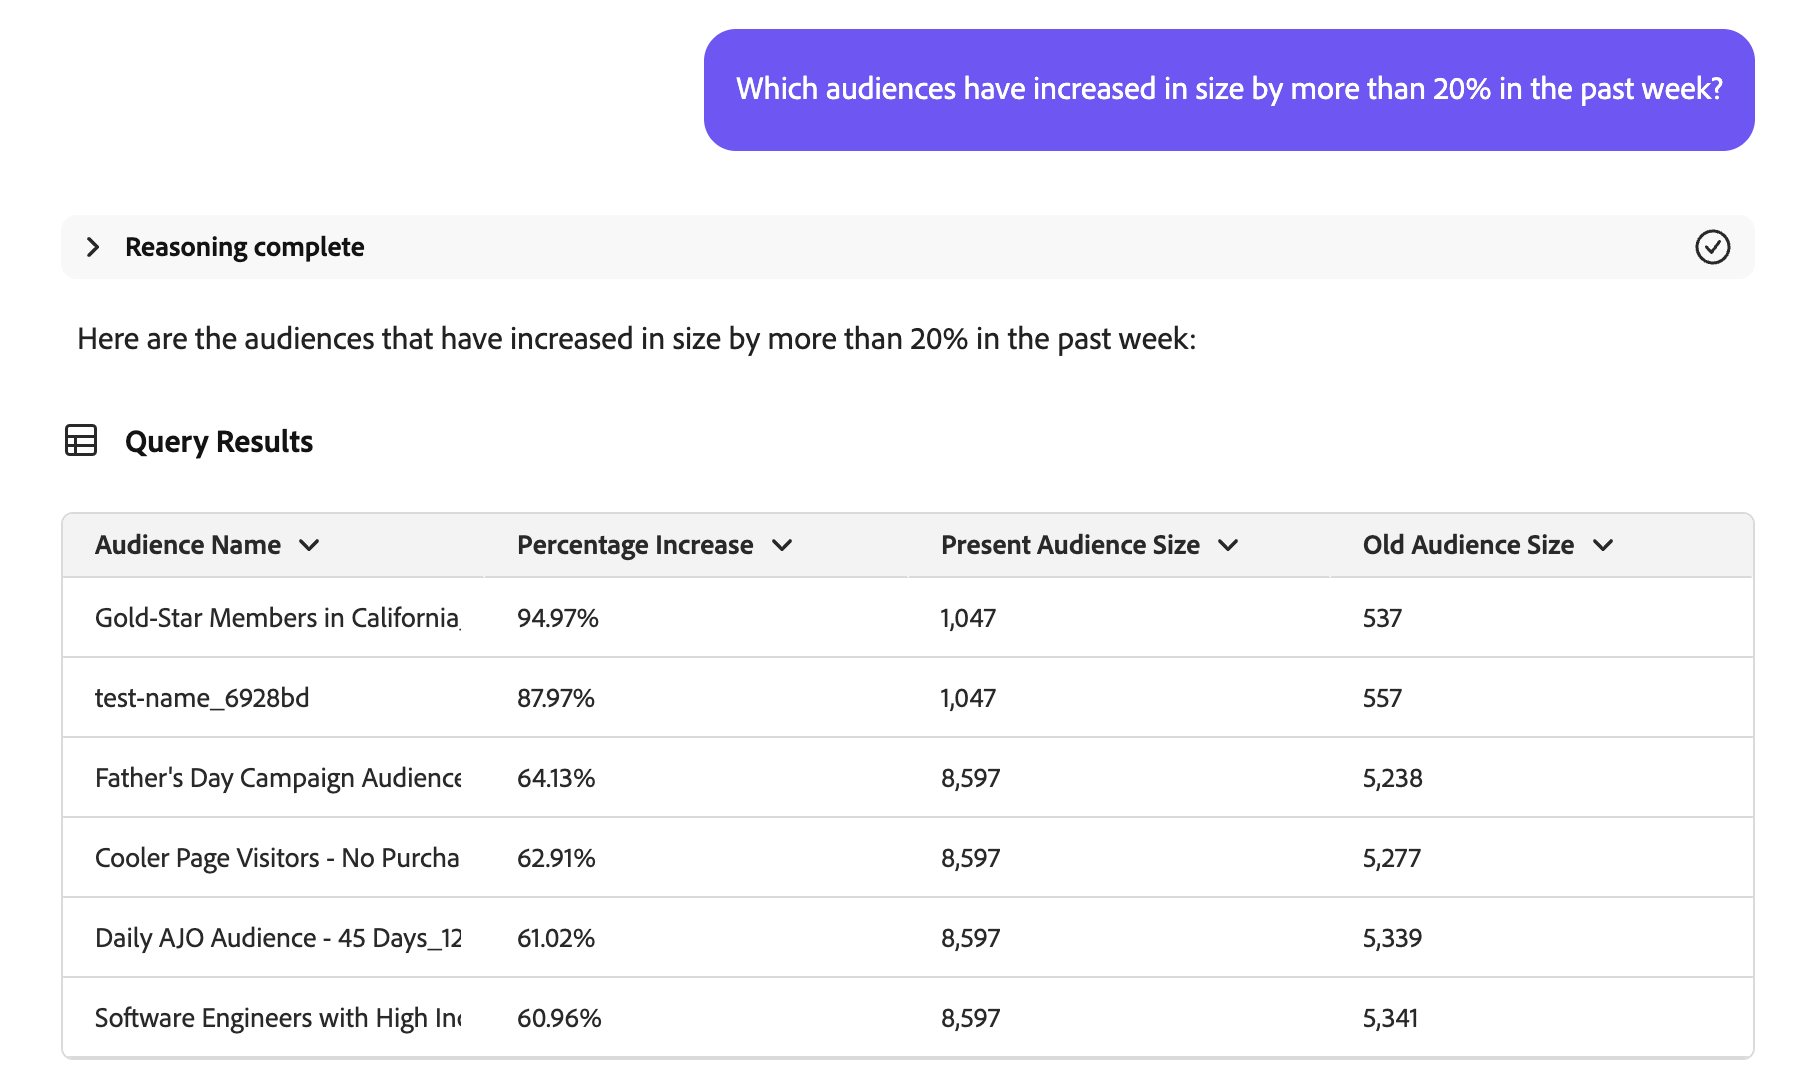 Which audiences have increased in size by more than 20% in the past week?
Reasoning complete
Here are the audiences that have increased in size by more than 20% in the past week:
Query Results
Audience Name Percentage Increase Present Audience Size Old Audience Size
Gold-Star Members in California_ 94.97% 1,047 537
test-name_6928bd 87.97% 1,047 557
Father's Day Campaign Audience 64.13% 8,597 5,238
Cooler Page Visitors - No Purcha 62.91% 8,597 5,277
Daily AJO Audience - 45 Days_12 61.02% 8,597 5,339
Software Engineers with High Inc 60.96% 8,597 5,341